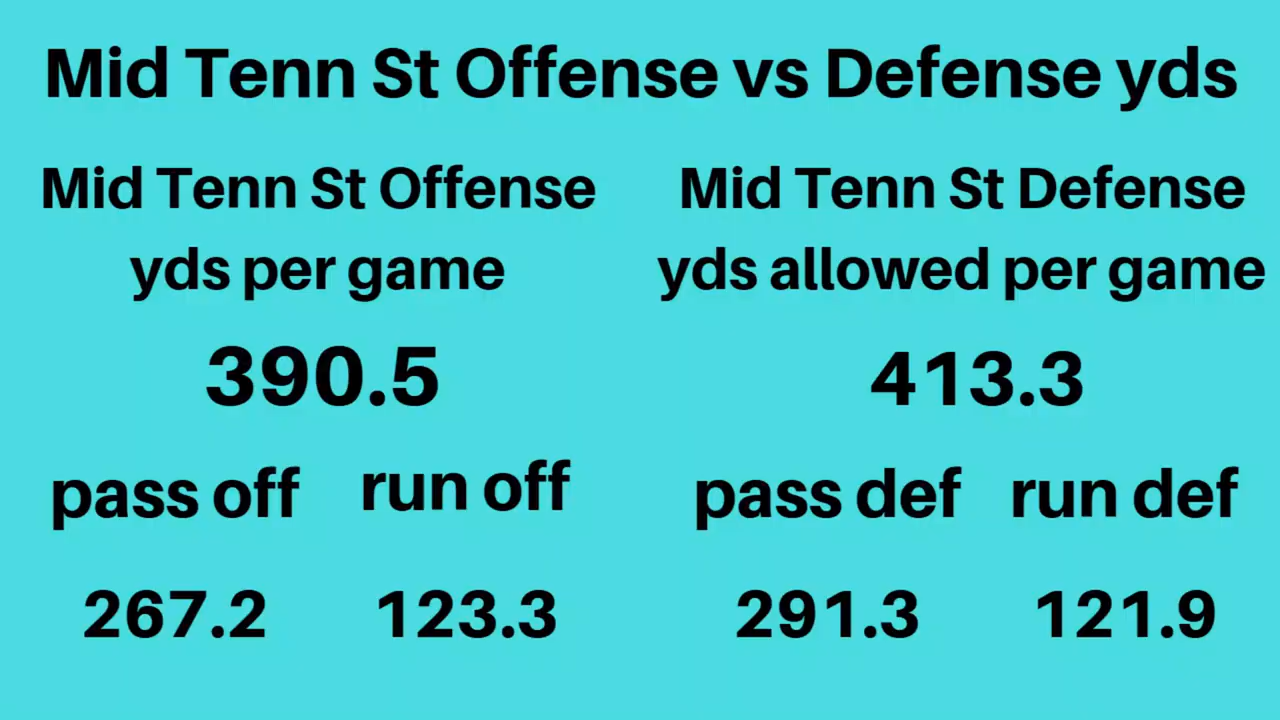 Mid Tenn St Offense vs Defense yds
Mid Tenn St Offense
yds per game
390.5
pass off run off
267.2 123.3
Mid Tenn St Defense
yds allowed per game
413.3
pass def run def
291.3 121.9